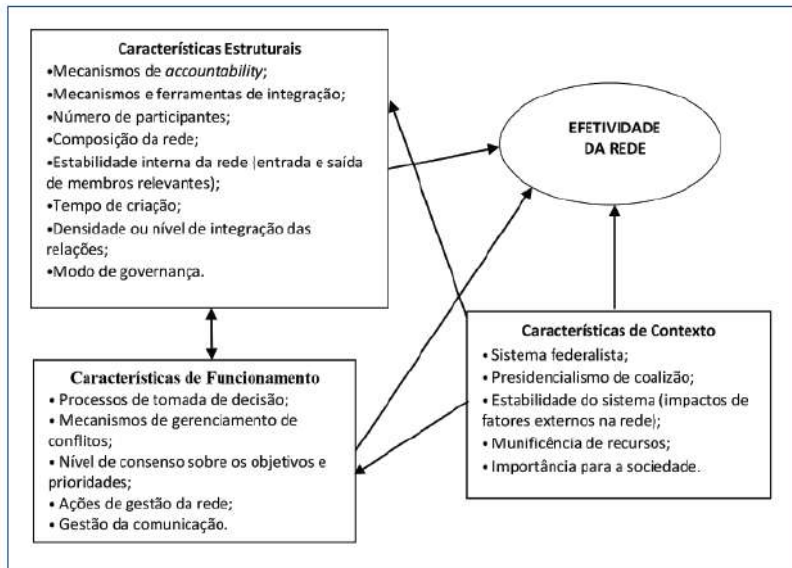 Características Estruturais
•Mecanismos de accountability;
•Mecanismos e ferramentas de integração;
•Número de participantes;
•Composição da rede;
•Estabilidade interna da rede (entrada e saída
de membros relevantes);
•Tempo de criação;
•Densidade ou nível de integração das
relações;
•Modo de governança.
EFETIVIDADE
DA REDE
Características de Funcionamento
• Processos de tomada de decisão;
• Mecanismos de gerenciamento de
conflitos;
• Nível de consenso sobre os objetivos e
prioridades;
• Ações de gestão da rede;
• Gestão da comunicação.
Características de Contexto
• Sistema federalista;
• Presidencialismo de coalizão;
• Estabilidade do sistema (impactos de
fatores externos na rede);
• Munificência de recursos;
• Importância para a sociedade.